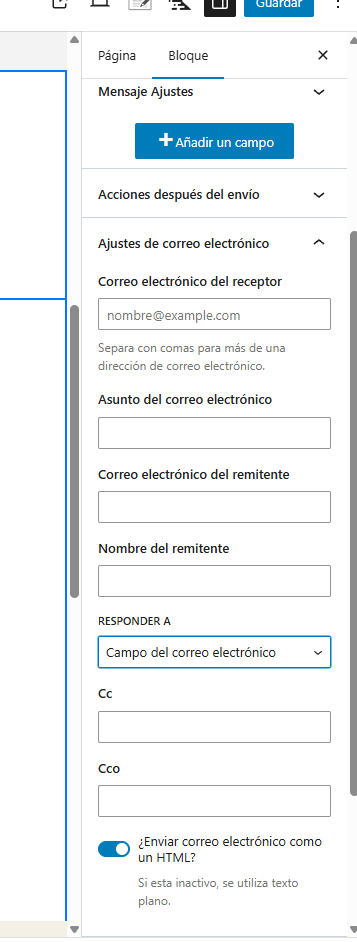 Guardar
Página Bloque
Mensaje Ajustes
Añadir un campo
Acciones después del envío
Ajustes de correo electrónico
Correo electrónico del receptor
nombre@example.com
Separa con comas para más de una
dirección de correo electrónico.
Asunto del correo electrónico
Correo electrónico del remitente
Nombre del remitente
RESPONDER A
Campo del correo electrónico
Cc
Cco
¿Enviar correo electrónico como
un HTML?
Si esta inactivo, se utiliza texto
plano.